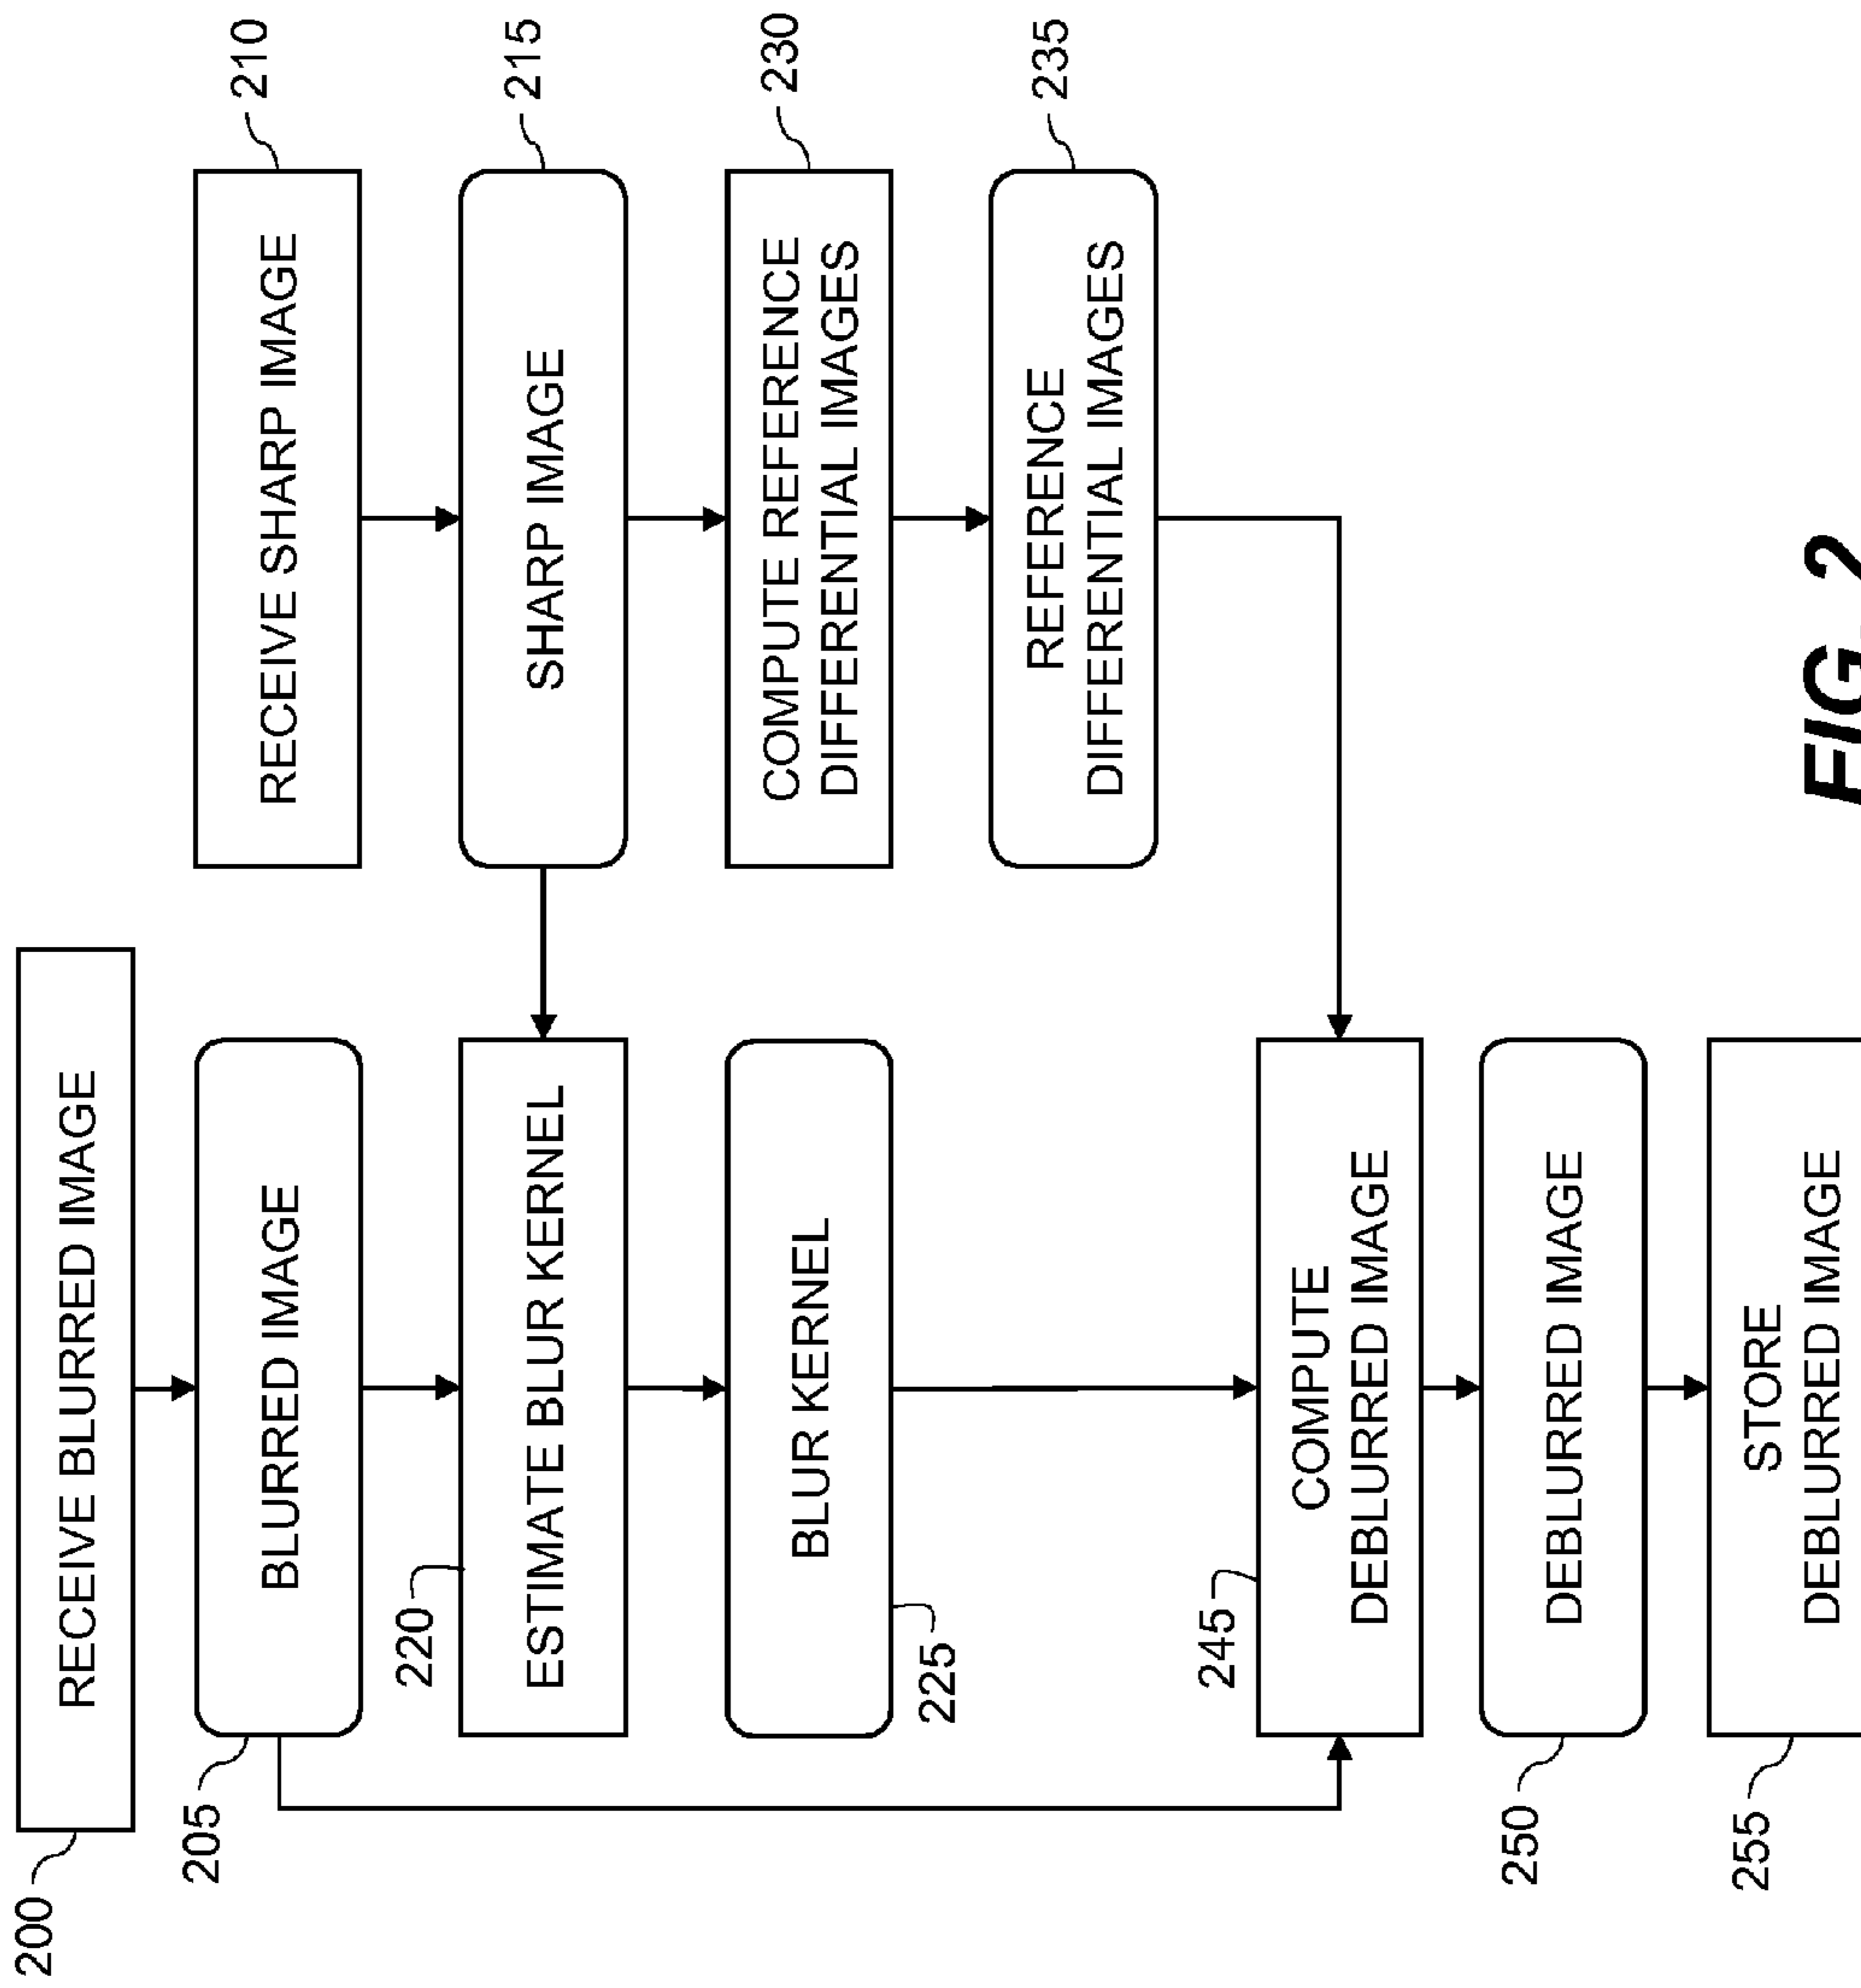 200
RECEIVE BLURRED IMAGE
205
BLURRED IMAGE
RECEIVE SHARP IMAGE
210
220
ESTIMATE BLUR KERNEL
SHARP IMAGE
215
BLUR KERNEL
225
COMPUTE REFERENCE
DIFFERENTIAL IMAGES
230
REFERENCE
DIFFERENTIAL IMAGES
235
245
COMPUTE
DEBLURRED IMAGE
250
DEBLURRED IMAGE
255
STORE
DEBLURRED IMAGE
FIG. 2